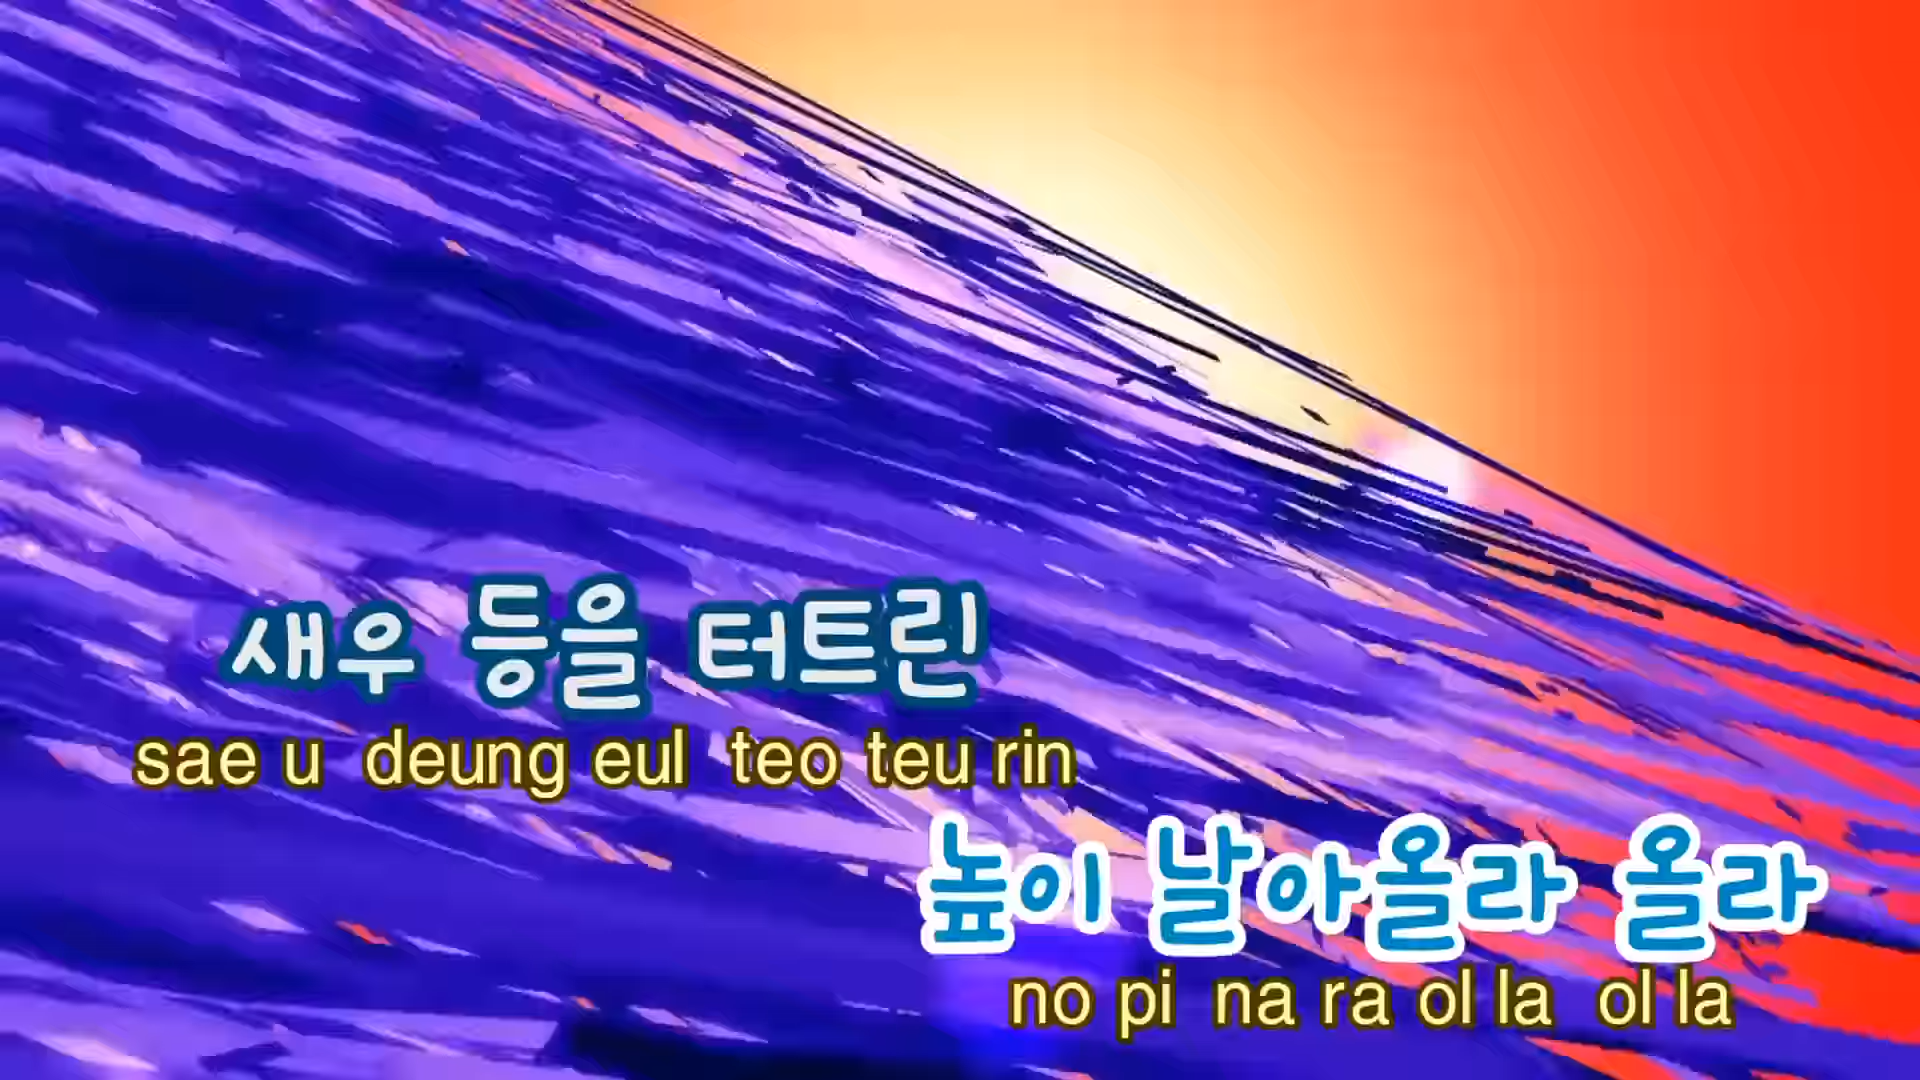 새우 등을 터트린
sae u deung eul teo teu rin
높이 날아올라 올라
no pi na ra ol la ol la